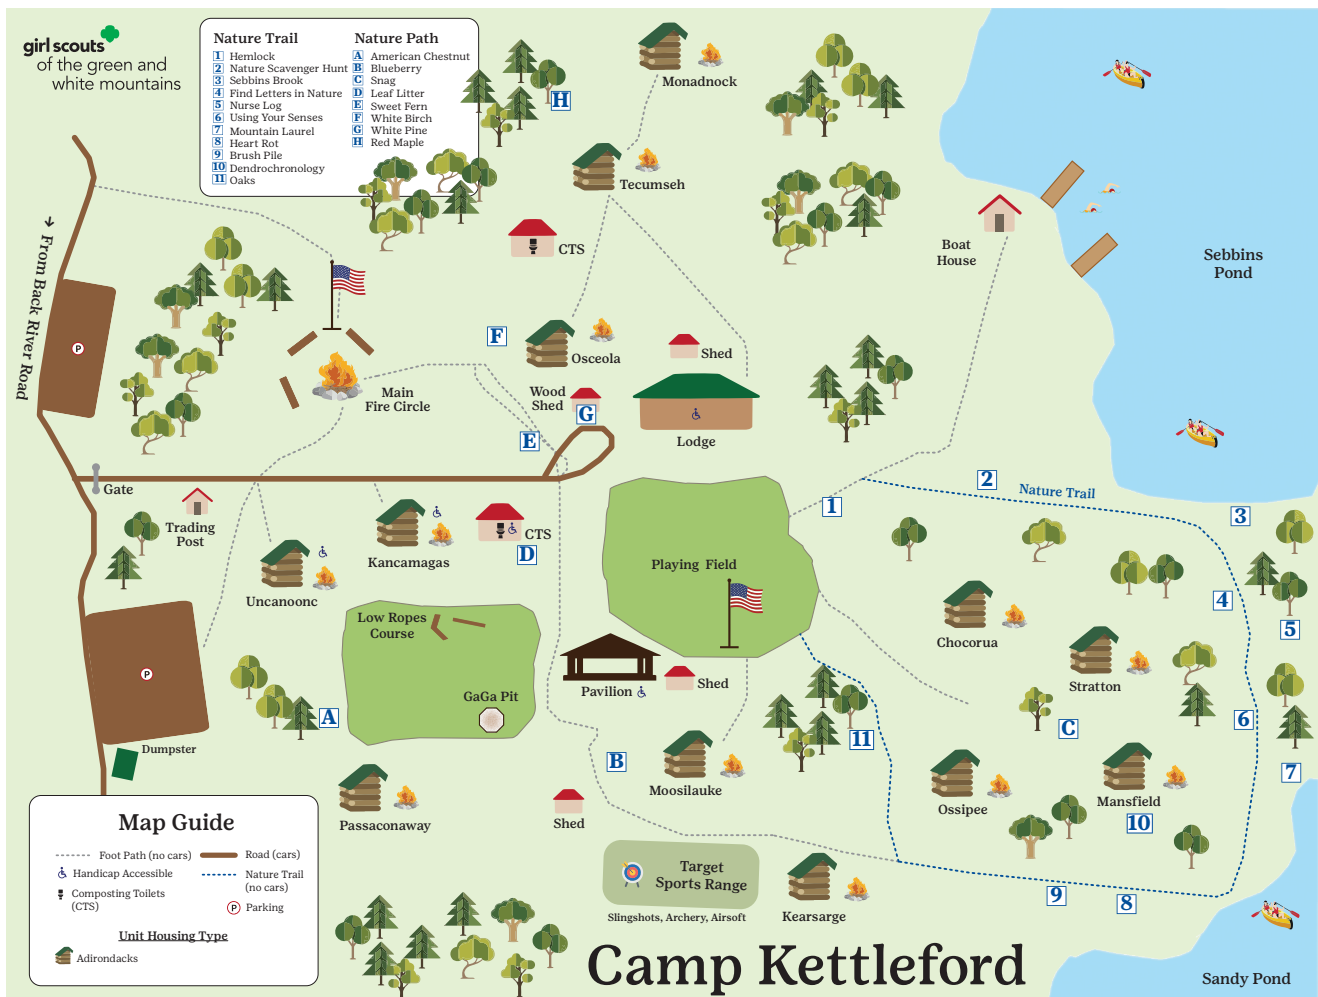 girl scouts
of the green and
white mountains
Nature Trail
1 Hemlock
2 Nature Scavenger Hunt
3 Sebbins Brook
4 Find Letters in Nature
5 Nurse Log
6 Using Your Senses
7 Mountain Laurel
8 Heart Rot
9 Brush Pile
10 Dendrochronology
11 Oaks
Nature Path
A American Chestnut
B Blueberry
C Snag
D Leaf Litter
E Sweet Fern
F White Birch
G White Pine
H Red Maple
H
Monadnock
Tecumseh
CTS
Boat
House
Sebbins
Pond
From Back River Road
P
F
Osceola
Shed
Wood
Shed
G
Main
Fire Circle
E
Lodge
Gate
Trading
Post
Kancamagas
CTS
D
Uncanoonc
1
2
Nature Trail
3
Playing Field
4
5
Low Ropes
Course
Chocorua
Stratton
GaGa Pit
Pavilion
Shed
P
A
Dumpster
B
Moosilauke
11
C
6
7
Ossipee
Mansfield
10
Passaconaway
Shed
Target
Sports Range
Slingshots, Archery, Airsoft
Kearsarge
9
8
Map Guide
Foot Path (no cars)
Road (cars)
Handicap Accessible
Nature Trail
(no cars)
Composting Toilets
(CTS)
P Parking
Unit Housing Type
Adirondacks
Camp Kettleford
Sandy Pond